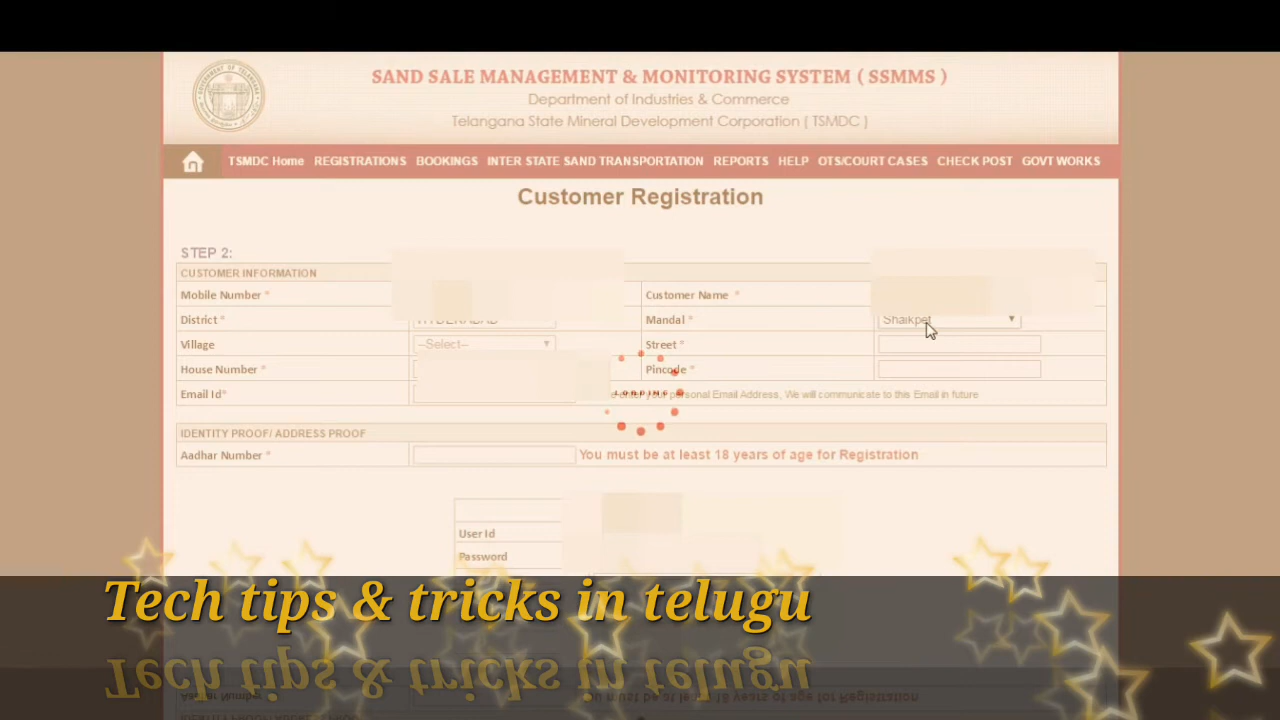 SAND SALE MANAGEMENT & MONITORING SYSTEM ( SSMMS )
Department of Industries & Commerce
Telangana State Mineral Development Corporation ( TSMDC )
TSMDC Home REGISTRATIONS BOOKINGS INTER STATE SAND TRANSPORTATION REPORTS HELP OTS/COURT CASES CHECK POST GOVT WORKS
Customer Registration
STEP 2:
CUSTOMER INFORMATION
Mobile Number * Customer Name *
District * HYDERABAD Mandal * Shaikpet
Village --Select-- Street *
House Number * Pincode *
Email Id* enter your personal Email Address, We will communicate to this Email in future
LOADING
IDENTITY PROOF/ ADDRESS PROOF
Aadhar Number * You must be at least 18 years of age for Registration
User Id
Password
Tech tips & tricks in telugu